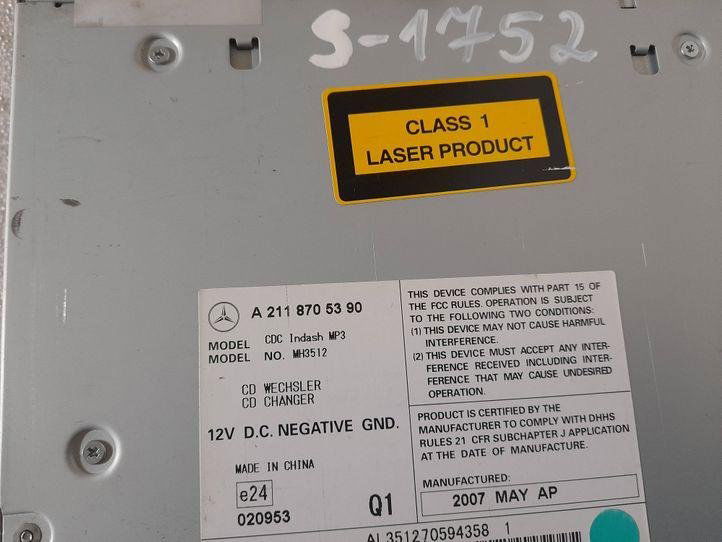 S-1752
CLASS 1
LASER PRODUCT
A 211 870 53 90
MODEL CDC Indash MP3
MODEL NO. MH3512
CD WECHSLER
CD CHANGER
12V D.C. NEGATIVE GND.
MADE IN CHINA
e24
020953
Q1
THIS DEVICE COMPLIES WITH PART 15 OF
THE FCC RULES. OPERATION IS SUBJECT
TO THE FOLLOWING TWO CONDITIONS:
(1) THIS DEVICE MAY NOT CAUSE HARMFUL
INTERFERENCE.
(2) THIS DEVICE MUST ACCEPT ANY INTER-
FERENCE RECEIVED INCLUDING INTER-
FERENCE THAT MAY CAUSE UNDESIRED
OPERATION.
PRODUCT IS CERTIFIED BY THE
MANUFACTURER TO COMPLY WITH DHHS
RULES 21 CFR SUBCHAPTER J APPLICATION
AT THE DATE OF MANUFACTURE.
MANUFACTURED:
2007 MAY AP
AL351270594358 1